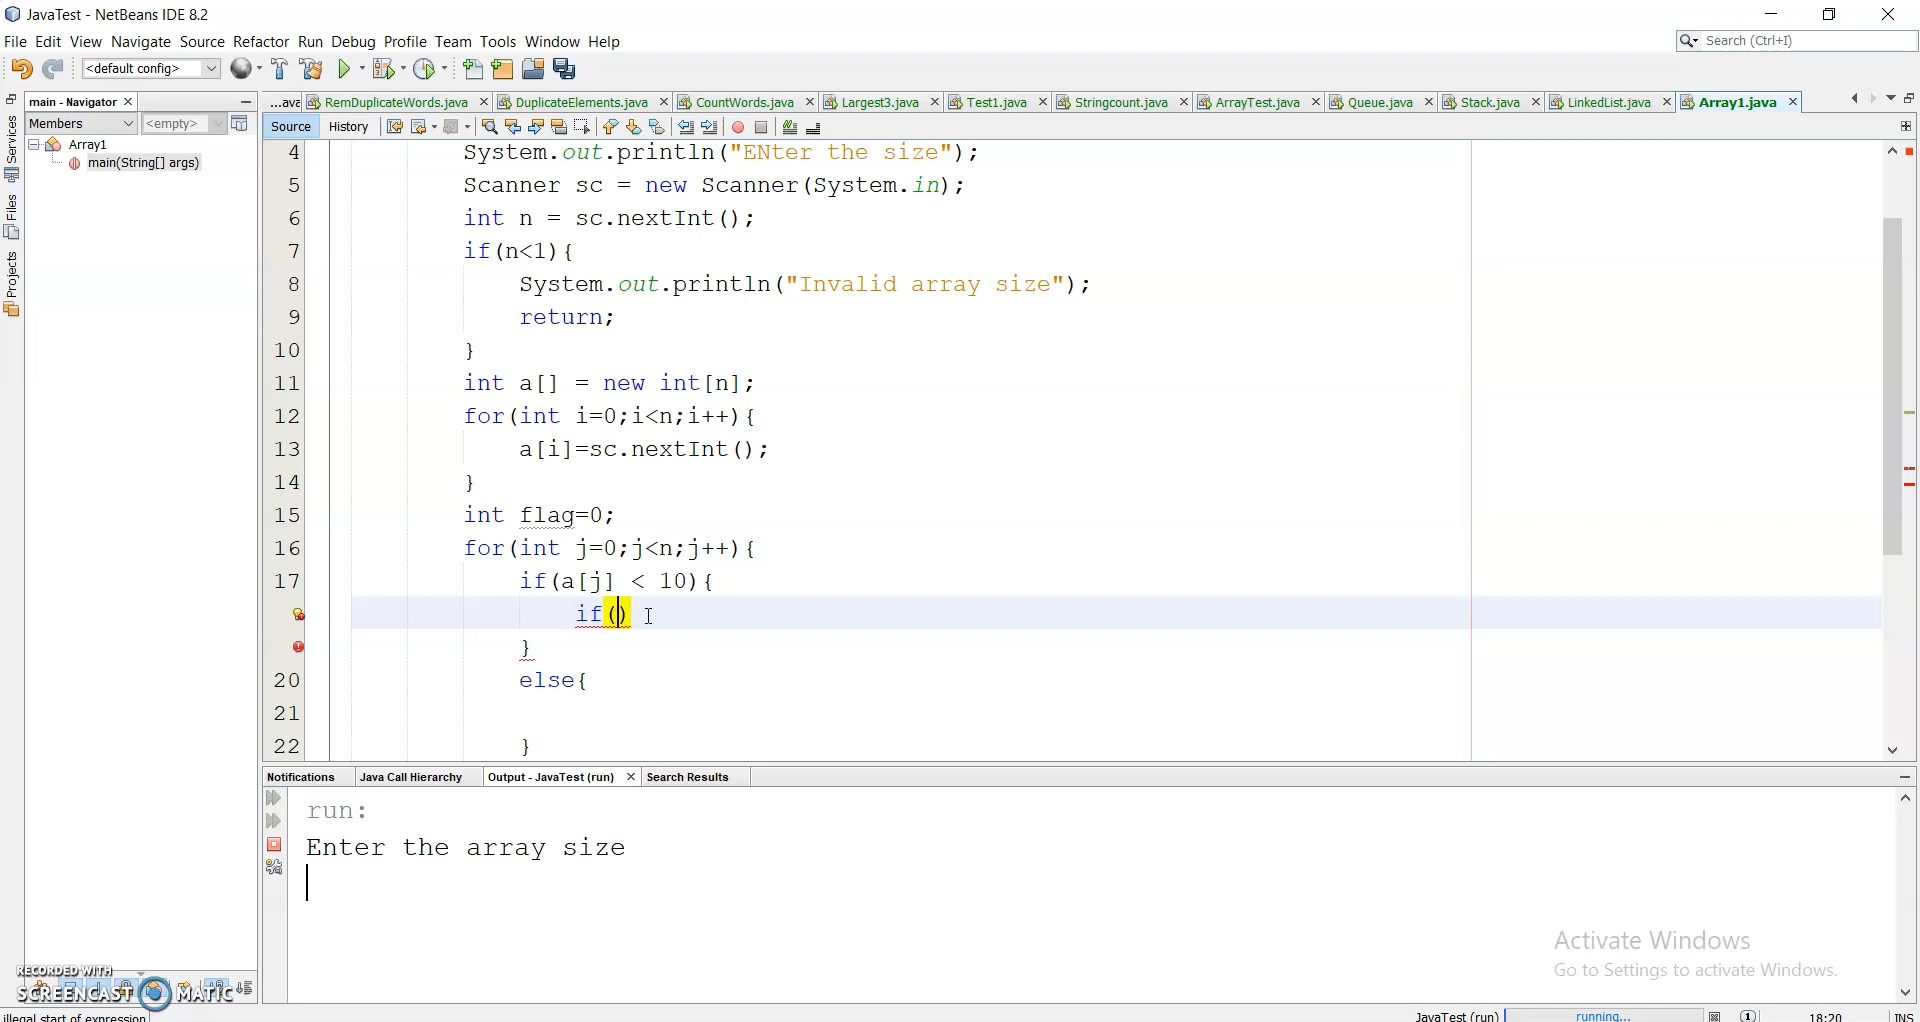 JavaTest - NetBeans IDE 8.2
File Edit View Navigate Source Refactor Run Debug Profile Team Tools Window Help
Search (Ctrl+I)
<default config>
main - Navigator
...ava RemDuplicateWords.java DuplicateElements.java CountWords.java Largest3.java Test1.java Stringcount.java ArrayTest.java Queue.java Stack.java LinkedList.java Array1.java
Members <empty>
Source History
Array1
main(String[] args)
Services
Files
Projects
4 System.out.println("ENter the size");
5 Scanner sc = new Scanner(System.in);
6 int n = sc.nextInt();
7 if(n<1){
8 System.out.println("Invalid array size");
9 return;
10 }
11 int a[] = new int[n];
12 for(int i=0;i<n;i++){
13 a[i]=sc.nextInt();
14 }
15 int flag=0;
16 for(int j=0;j<n;j++){
17 if(a[j] < 10){
if()
}
20 else{
21
22 }
Notifications Java Call Hierarchy Output - JavaTest (run) Search Results
run:
Enter the array size
Activate Windows
Go to Settings to activate Windows.
RECORDED WITH
SCREENCAST MATIC
illegal start of expression
JavaTest (run) running... 1 18:20 INS